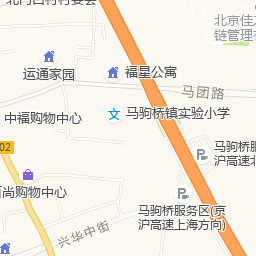 运通家园
福星公寓
马团路
中福购物中心
马驹桥镇实验小学
02
尚购物中心
马驹桥
京沪高速北
马驹桥服务区(京
沪高速上海方向)
兴华中街
北京佳
链管理